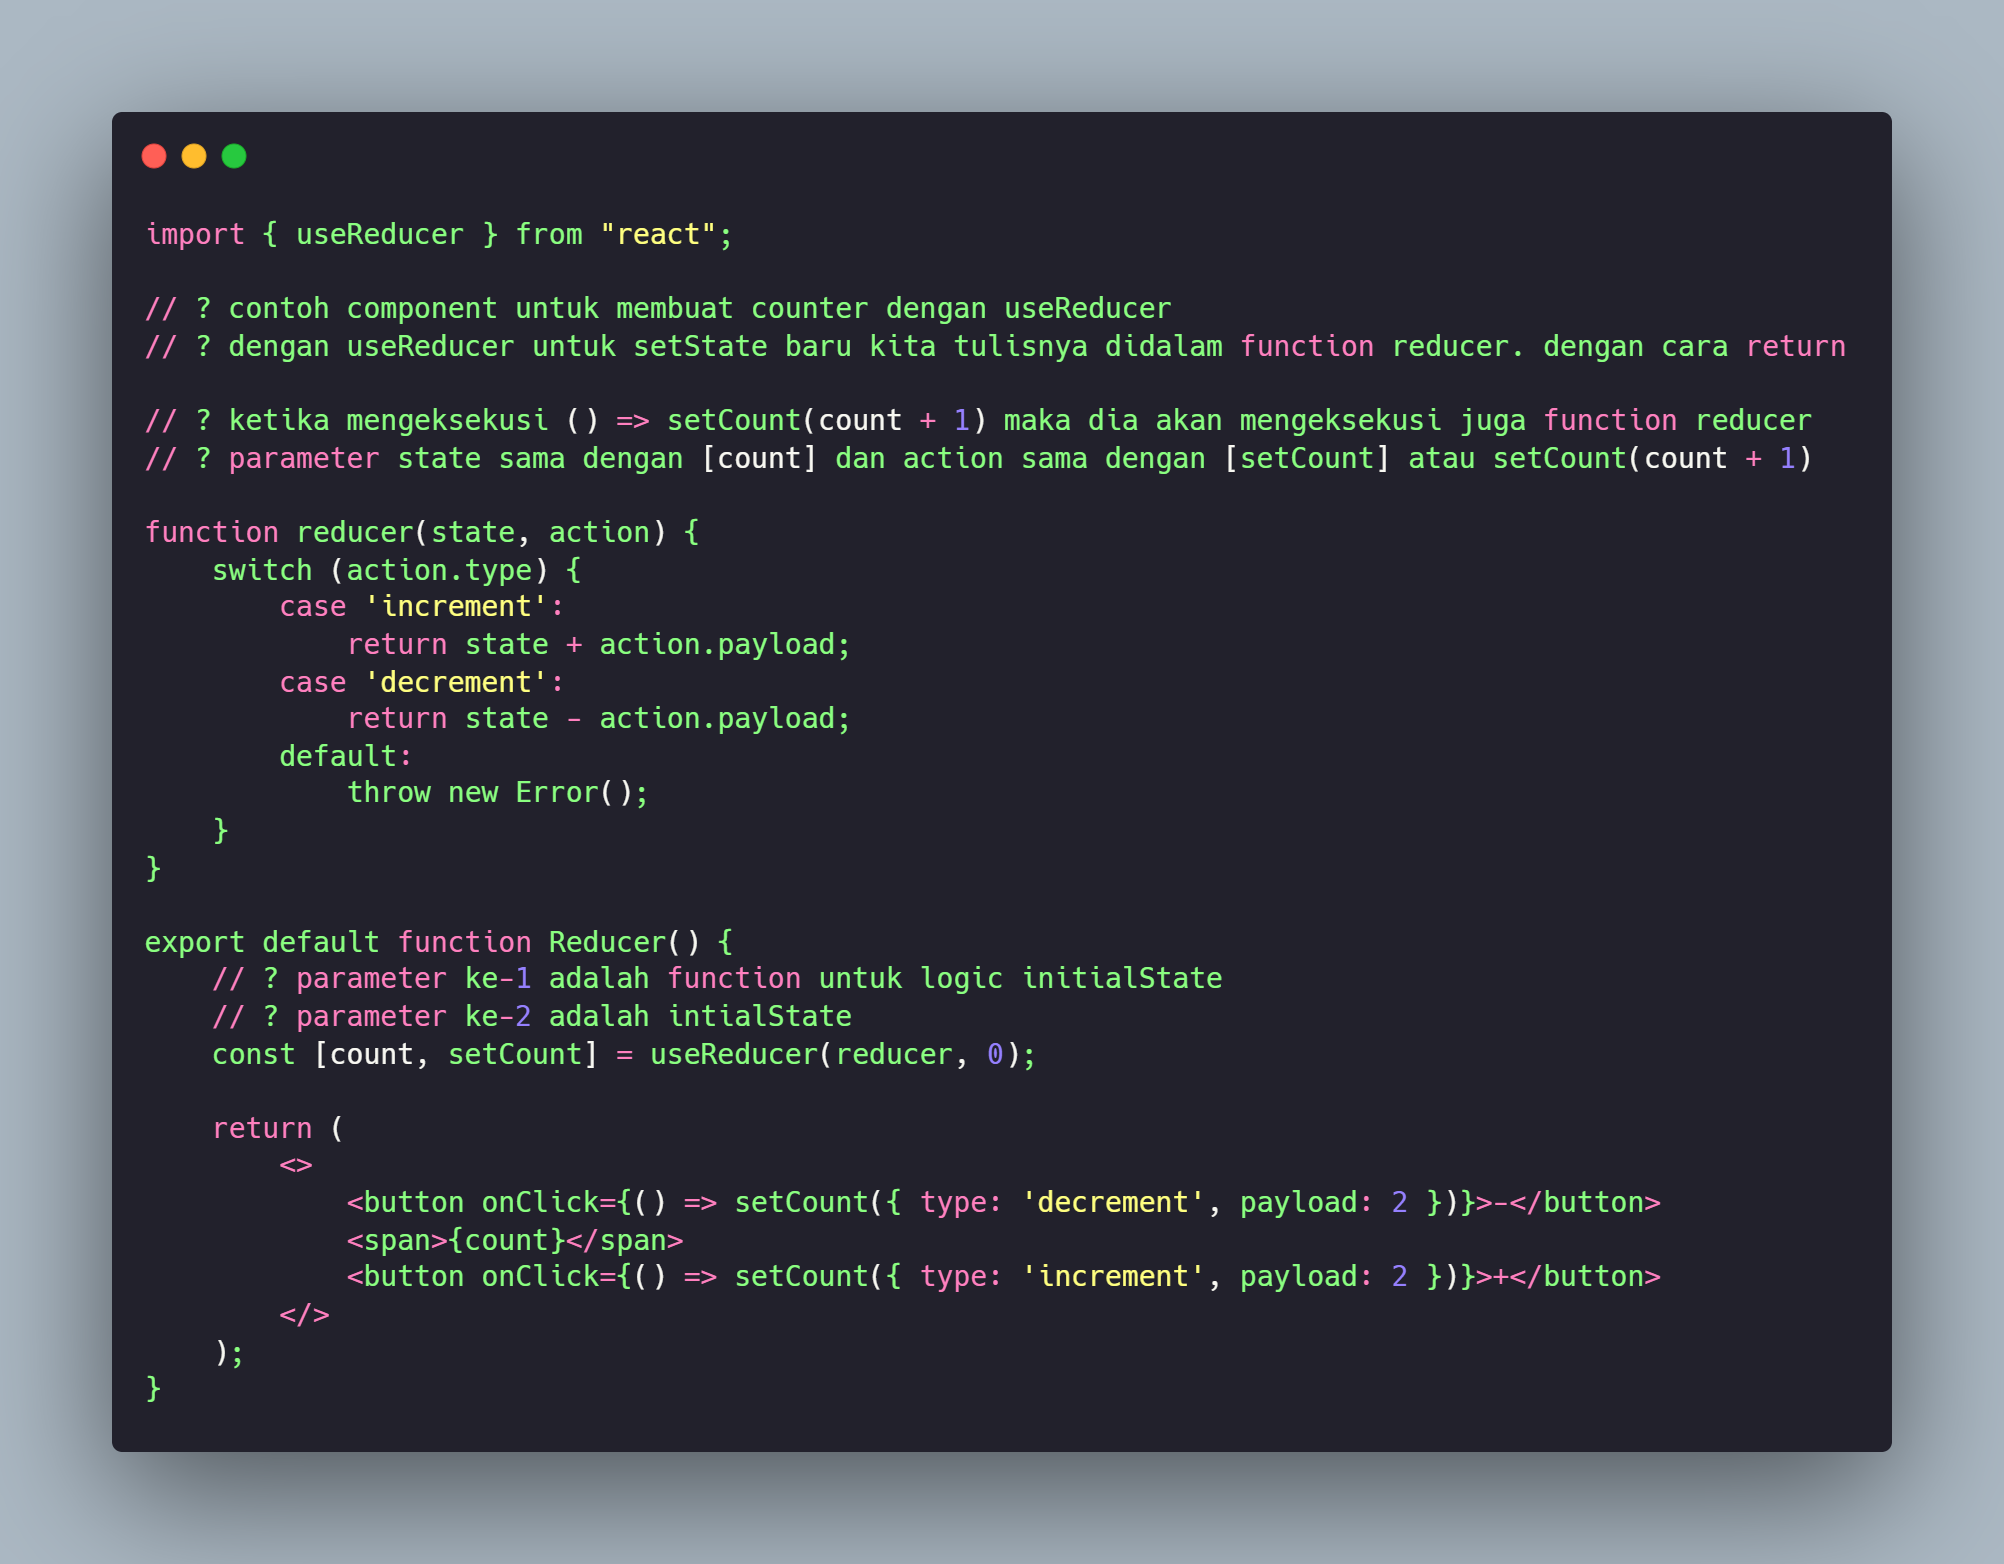 import { useReducer } from "react";
// ? contoh component untuk membuat counter dengan useReducer
// ? dengan useReducer untuk setState baru kita tulisnya didalam function reducer. dengan cara return
// ? ketika mengeksekusi () => setCount(count + 1) maka dia akan mengeksekusi juga function reducer
// ? parameter state sama dengan [count] dan action sama dengan [setCount] atau setCount(count + 1)
function reducer(state, action) {
    switch (action.type) {
        case 'increment':
            return state + action.payload;
        case 'decrement':
            return state - action.payload;
        default:
            throw new Error();
    }
}
export default function Reducer() {
    // ? parameter ke-1 adalah function untuk logic initialState
    // ? parameter ke-2 adalah intialState
    const [count, setCount] = useReducer(reducer, 0);
    return (
        <>
            <button onClick={() => setCount({ type: 'decrement', payload: 2 })}>-</button>
            <span>{count}</span>
            <button onClick={() => setCount({ type: 'increment', payload: 2 })}>+</button>
        </>
    );
}